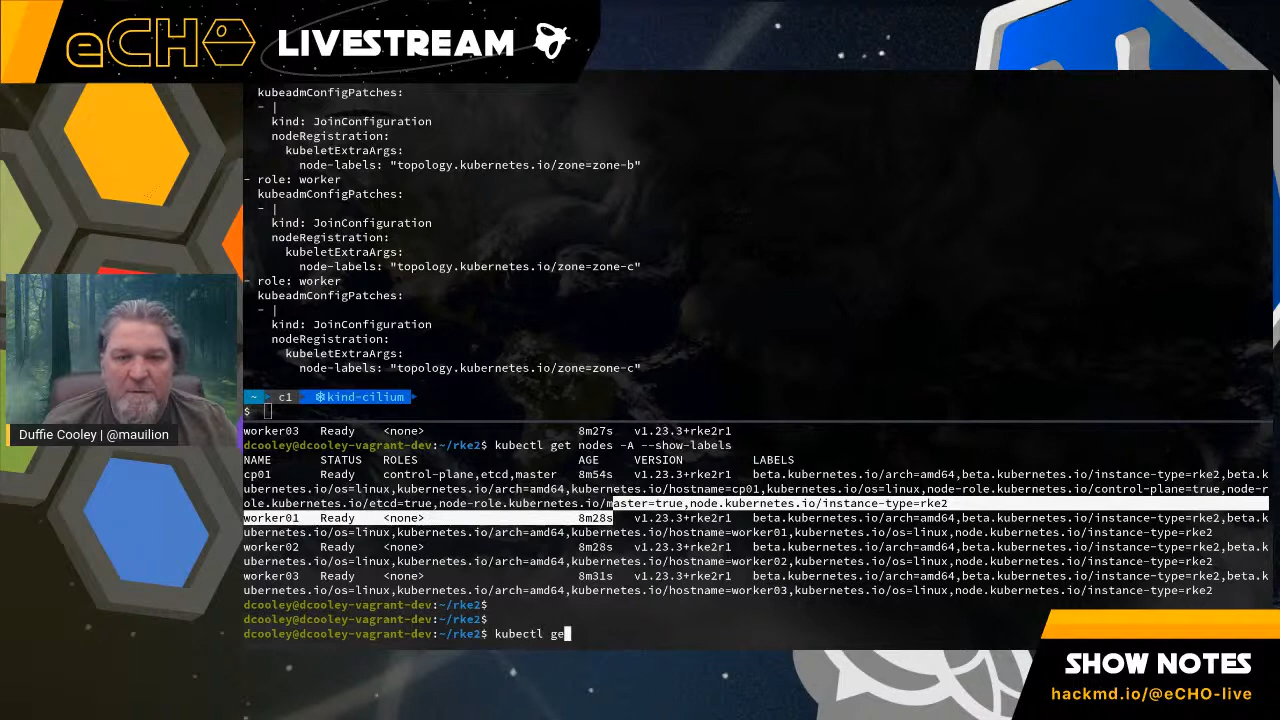 eCHO LIVESTREAM
kubeadmConfigPatches:
- |
kind: JoinConfiguration
nodeRegistration:
kubeletExtraArgs:
node-labels: "topology.kubernetes.io/zone=zone-b"
- role: worker
kubeadmConfigPatches:
- |
kind: JoinConfiguration
nodeRegistration:
kubeletExtraArgs:
node-labels: "topology.kubernetes.io/zone=zone-c"
- role: worker
kubeadmConfigPatches:
- |
kind: JoinConfiguration
nodeRegistration:
kubeletExtraArgs:
node-labels: "topology.kubernetes.io/zone=zone-c"
~ c1 ❄kind-cilium
$
worker03 Ready <none> 8m27s v1.23.3+rke2r1
dcooley@dcooley-vagrant-dev:~/rke2$ kubectl get nodes -A --show-labels
NAME STATUS ROLES AGE VERSION LABELS
cp01 Ready control-plane,etcd,master 8m54s v1.23.3+rke2r1 beta.kubernetes.io/arch=amd64,beta.kubernetes.io/instance-type=rke2,beta.k
ubernetes.io/os=linux,kubernetes.io/arch=amd64,kubernetes.io/hostname=cp01,kubernetes.io/os=linux,node-role.kubernetes.io/control-plane=true,node-r
ole.kubernetes.io/etcd=true,node-role.kubernetes.io/master=true,node.kubernetes.io/instance-type=rke2
worker01 Ready <none> 8m28s v1.23.3+rke2r1 beta.kubernetes.io/arch=amd64,beta.kubernetes.io/instance-type=rke2,beta.k
ubernetes.io/os=linux,kubernetes.io/arch=amd64,kubernetes.io/hostname=worker01,kubernetes.io/os=linux,node.kubernetes.io/instance-type=rke2
worker02 Ready <none> 8m28s v1.23.3+rke2r1 beta.kubernetes.io/arch=amd64,beta.kubernetes.io/instance-type=rke2,beta.k
ubernetes.io/os=linux,kubernetes.io/arch=amd64,kubernetes.io/hostname=worker02,kubernetes.io/os=linux,node.kubernetes.io/instance-type=rke2
worker03 Ready <none> 8m31s v1.23.3+rke2r1 beta.kubernetes.io/arch=amd64,beta.kubernetes.io/instance-type=rke2,beta.k
ubernetes.io/os=linux,kubernetes.io/arch=amd64,kubernetes.io/hostname=worker03,kubernetes.io/os=linux,node.kubernetes.io/instance-type=rke2
dcooley@dcooley-vagrant-dev:~/rke2$
dcooley@dcooley-vagrant-dev:~/rke2$
dcooley@dcooley-vagrant-dev:~/rke2$ kubectl ge
Duffie Cooley | @mauilion
SHOW NOTES
hackmd.io/@eCHO-live